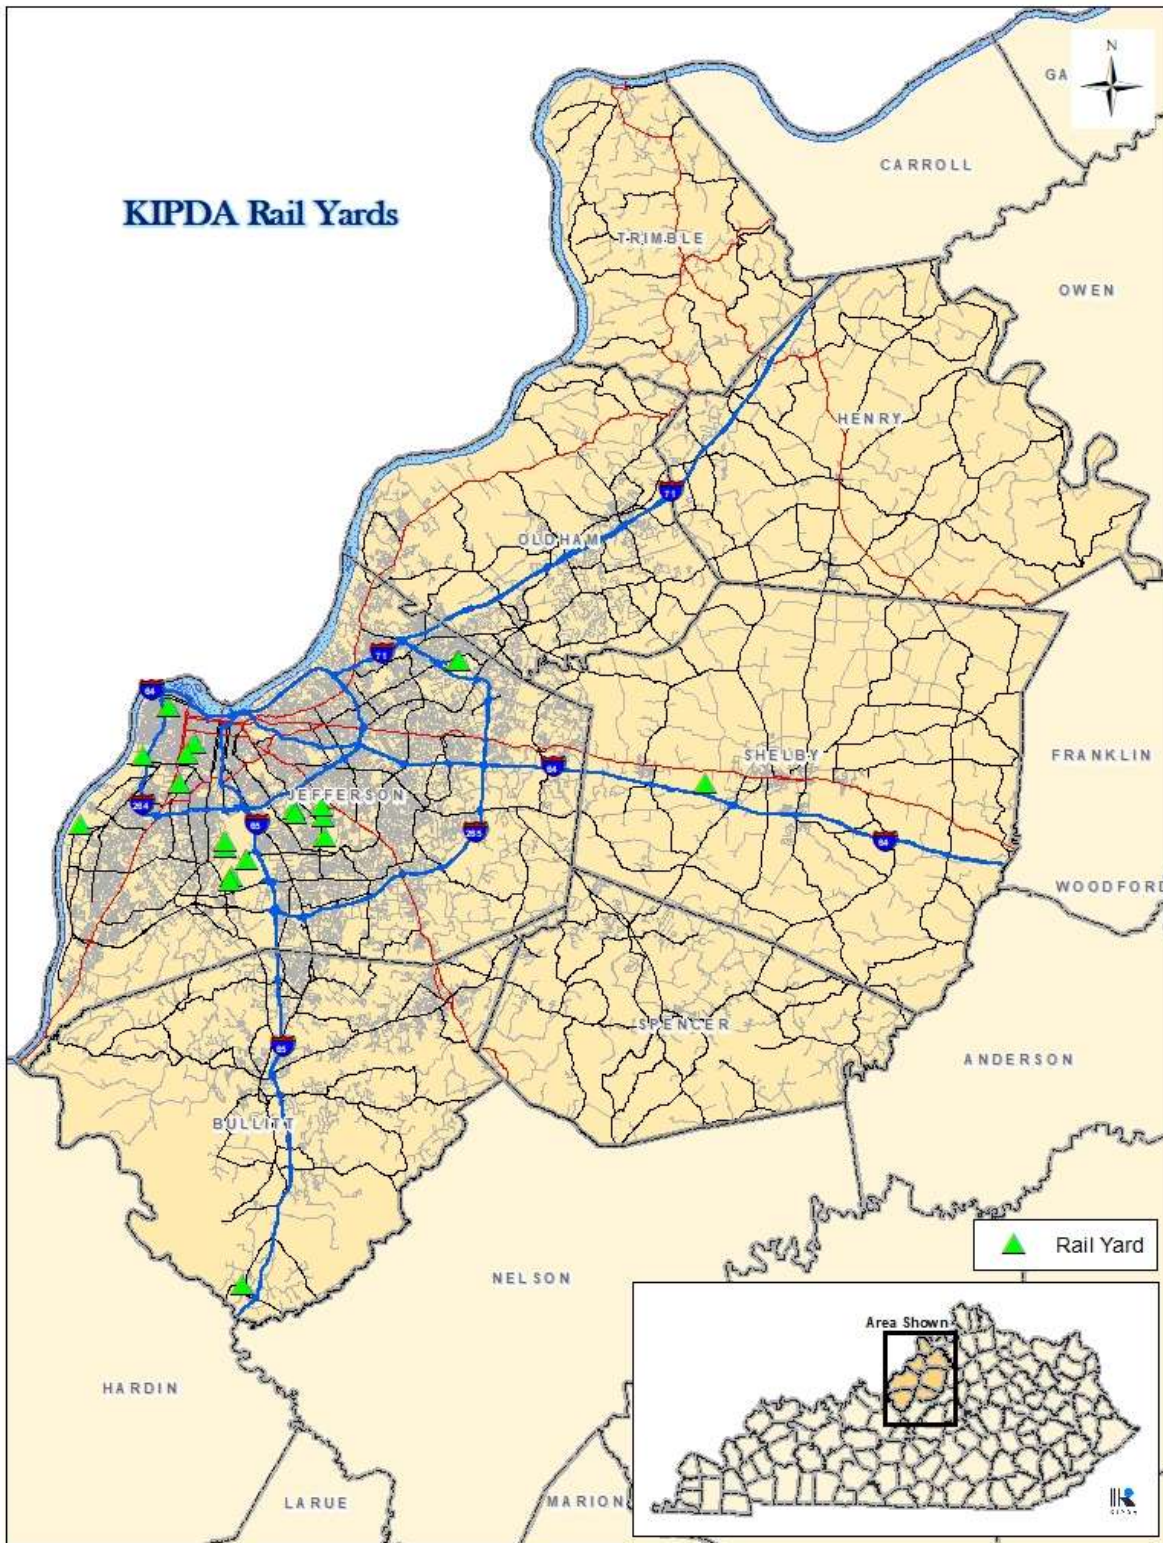 N
GA
CARROLL
KIPDA Rail Yards
TRIMBLE
OWEN
HENRY
71
OLDHAM
71
64
SHELBY
FRANKLIN
64
JEFFERSON
264
65
265
64
WOODFORD
SPENCER
65
ANDERSON
BULLITT
Rail Yard
NELSON
Area Shown
HARDIN
LARUE
MARION